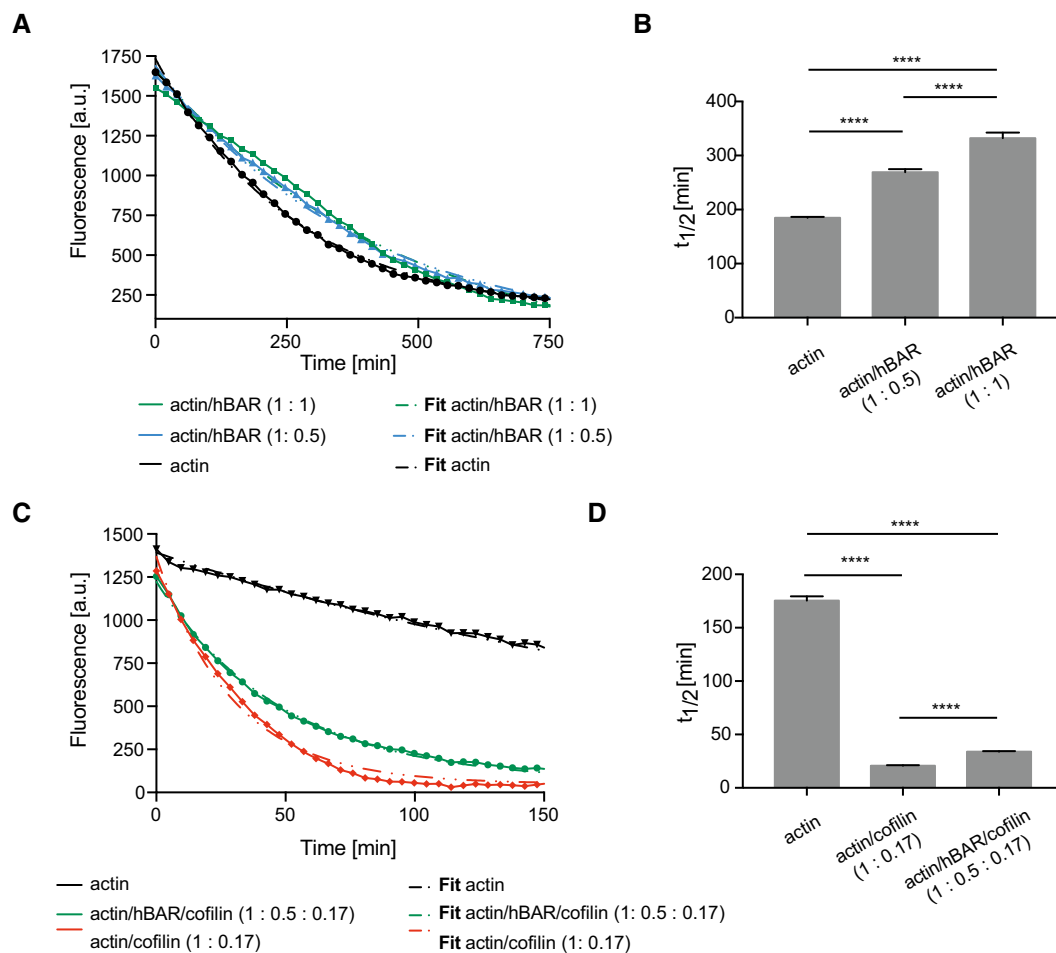 A
1750
1500
1250
1000
750
500
250
Fluorescence [a.u.]
0
250
500
750
Time [min]
actin/hBAR (1 : 1)
Fit actin/hBAR (1 : 1)
actin/hBAR (1: 0.5)
Fit actin/hBAR (1 : 0.5)
actin
Fit actin
B
****
****
****
400
300
200
100
0
t1/2[min]
actin
actin/hBAR
(1 : 0.5)
actin/hBAR
(1 : 1)
C
1500
1250
1000
750
500
250
0
Fluorescence [a.u.]
0
50
100
150
Time [min]
actin
Fit actin
actin/hBAR/cofilin (1 : 0.5 : 0.17)
Fit actin/hBAR/cofilin (1: 0.5 : 0.17)
actin/cofilin (1 : 0.17)
Fit actin/cofilin (1: 0.17)
D
****
****
****
200
150
100
50
0
t1/2[min]
actin
actin/cofilin
(1 : 0.17)
actin/hBAR/cofilin
(1 : 0.5 : 0.17)